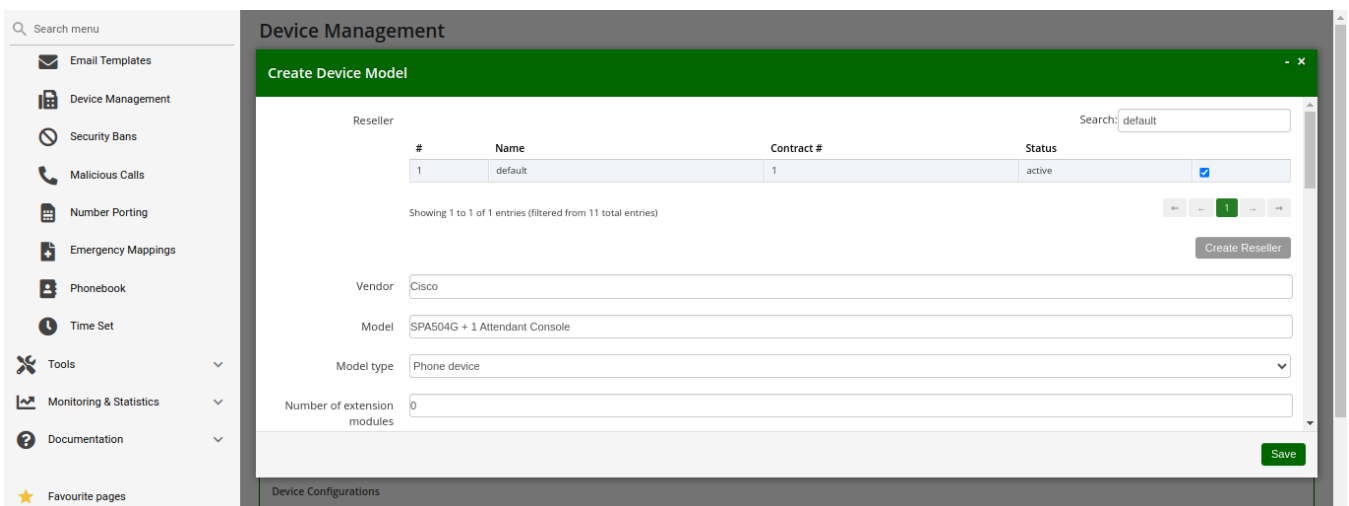 Search menu
Email Templates
Device Management
Security Bans
Malicious Calls
Number Porting
Emergency Mappings
Phonebook
Time Set
Tools
Monitoring & Statistics
Documentation
Favourite pages
Device Management
Create Device Model
- ×
Reseller
Search: default
# Name Contract # Status
1 default 1 active
Showing 1 to 1 of 1 entries (filtered from 11 total entries)
⇤ ← 1 → ⇥
Create Reseller
Vendor Cisco
Model SPA504G + 1 Attendant Console
Model type Phone device
Number of extension 0
modules
Save
Device Configurations